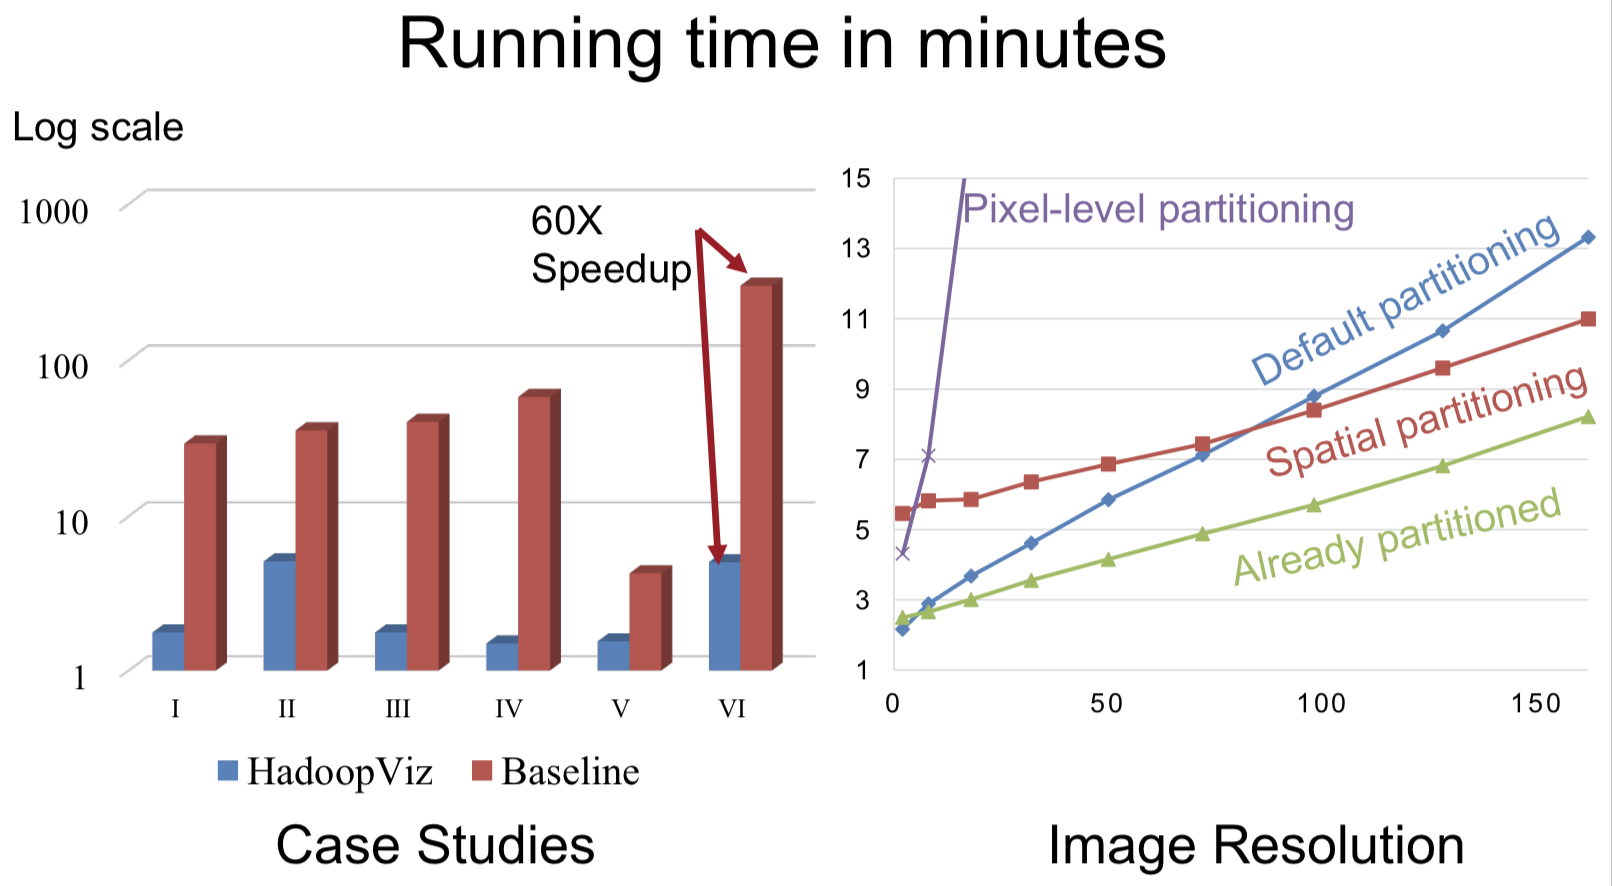 Running time in minutes
Log scale
1000
100
10
1
60X
Speedup
I II III IV V VI
HadoopViz Baseline
Case Studies
15
13
11
9
7
5
3
1
Pixel-level partitioning
Default partitioning
Spatial partitioning
Already partitioned
0 50 100 150
Image Resolution